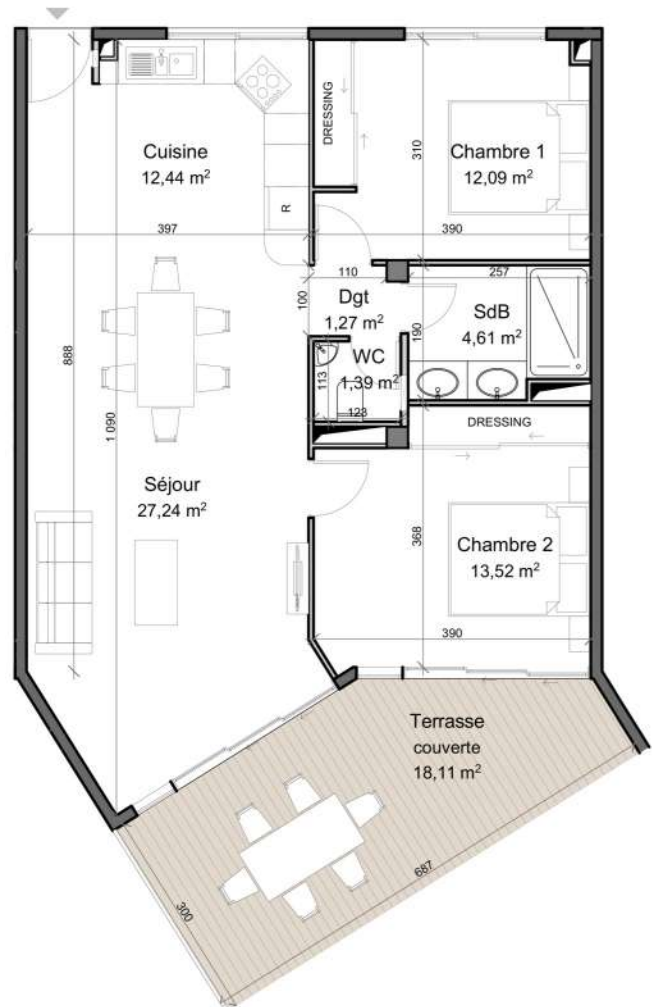 Cuisine
12,44 m²
DRESSING
310
Chambre 1
12,09 m²
R
397
390
110
257
100
Dgt
1,27 m²
190
SdB
4,61 m²
WC
1,39 m²
113
123
888
1 090
DRESSING
Séjour
27,24 m²
368
Chambre 2
13,52 m²
390
Terrasse
couverte
18,11 m²
687
300